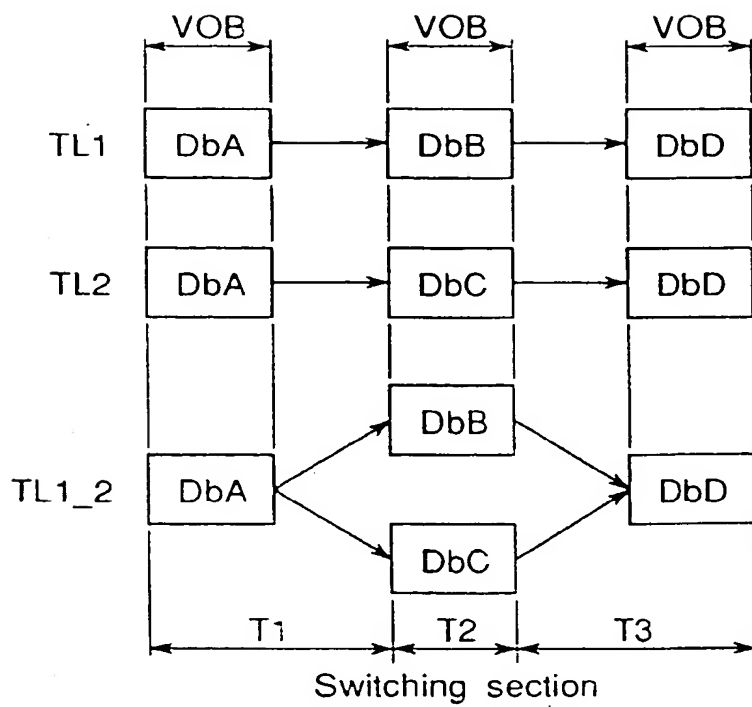 VOB VOB VOB
TL1 DbA DbB DbD
TL2 DbA DbC DbD
DbB
TL1_2 DbA DbD
DbC
T1 T2 T3
Switching section